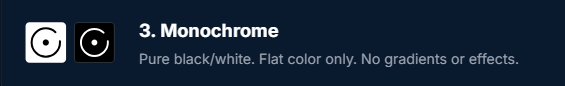 3. Monochrome
Pure black/white. Flat color only. No gradients or effects.